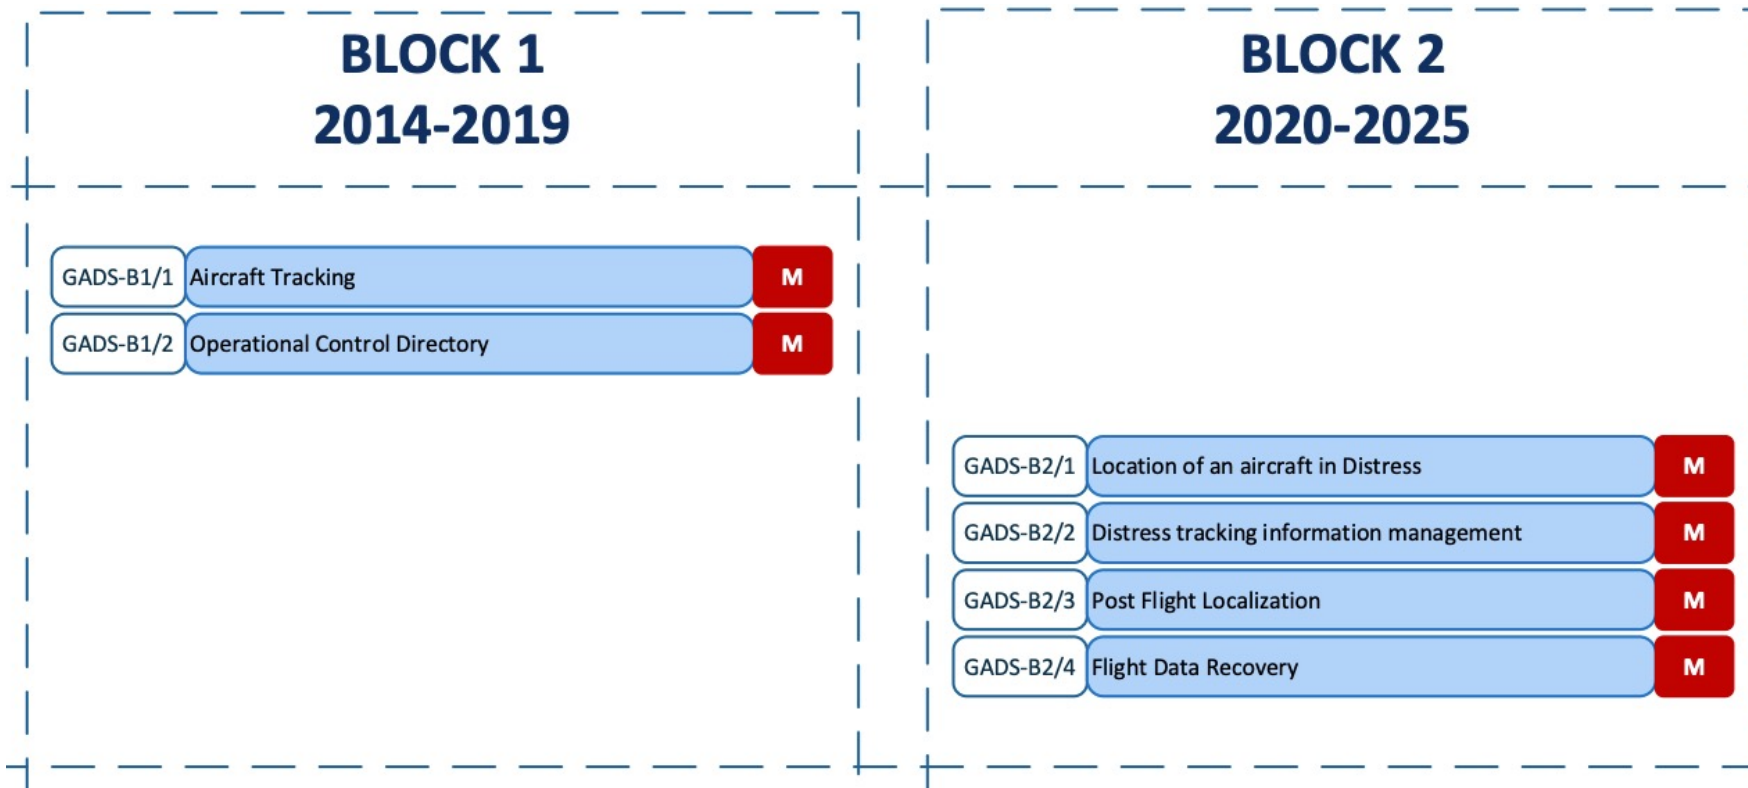 BLOCK 1
2014-2019
GADS-B1/1 Aircraft Tracking M
GADS-B1/2 Operational Control Directory M
BLOCK 2
2020-2025
GADS-B2/1 Location of an aircraft in Distress M
GADS-B2/2 Distress tracking information management M
GADS-B2/3 Post Flight Localization M
GADS-B2/4 Flight Data Recovery M